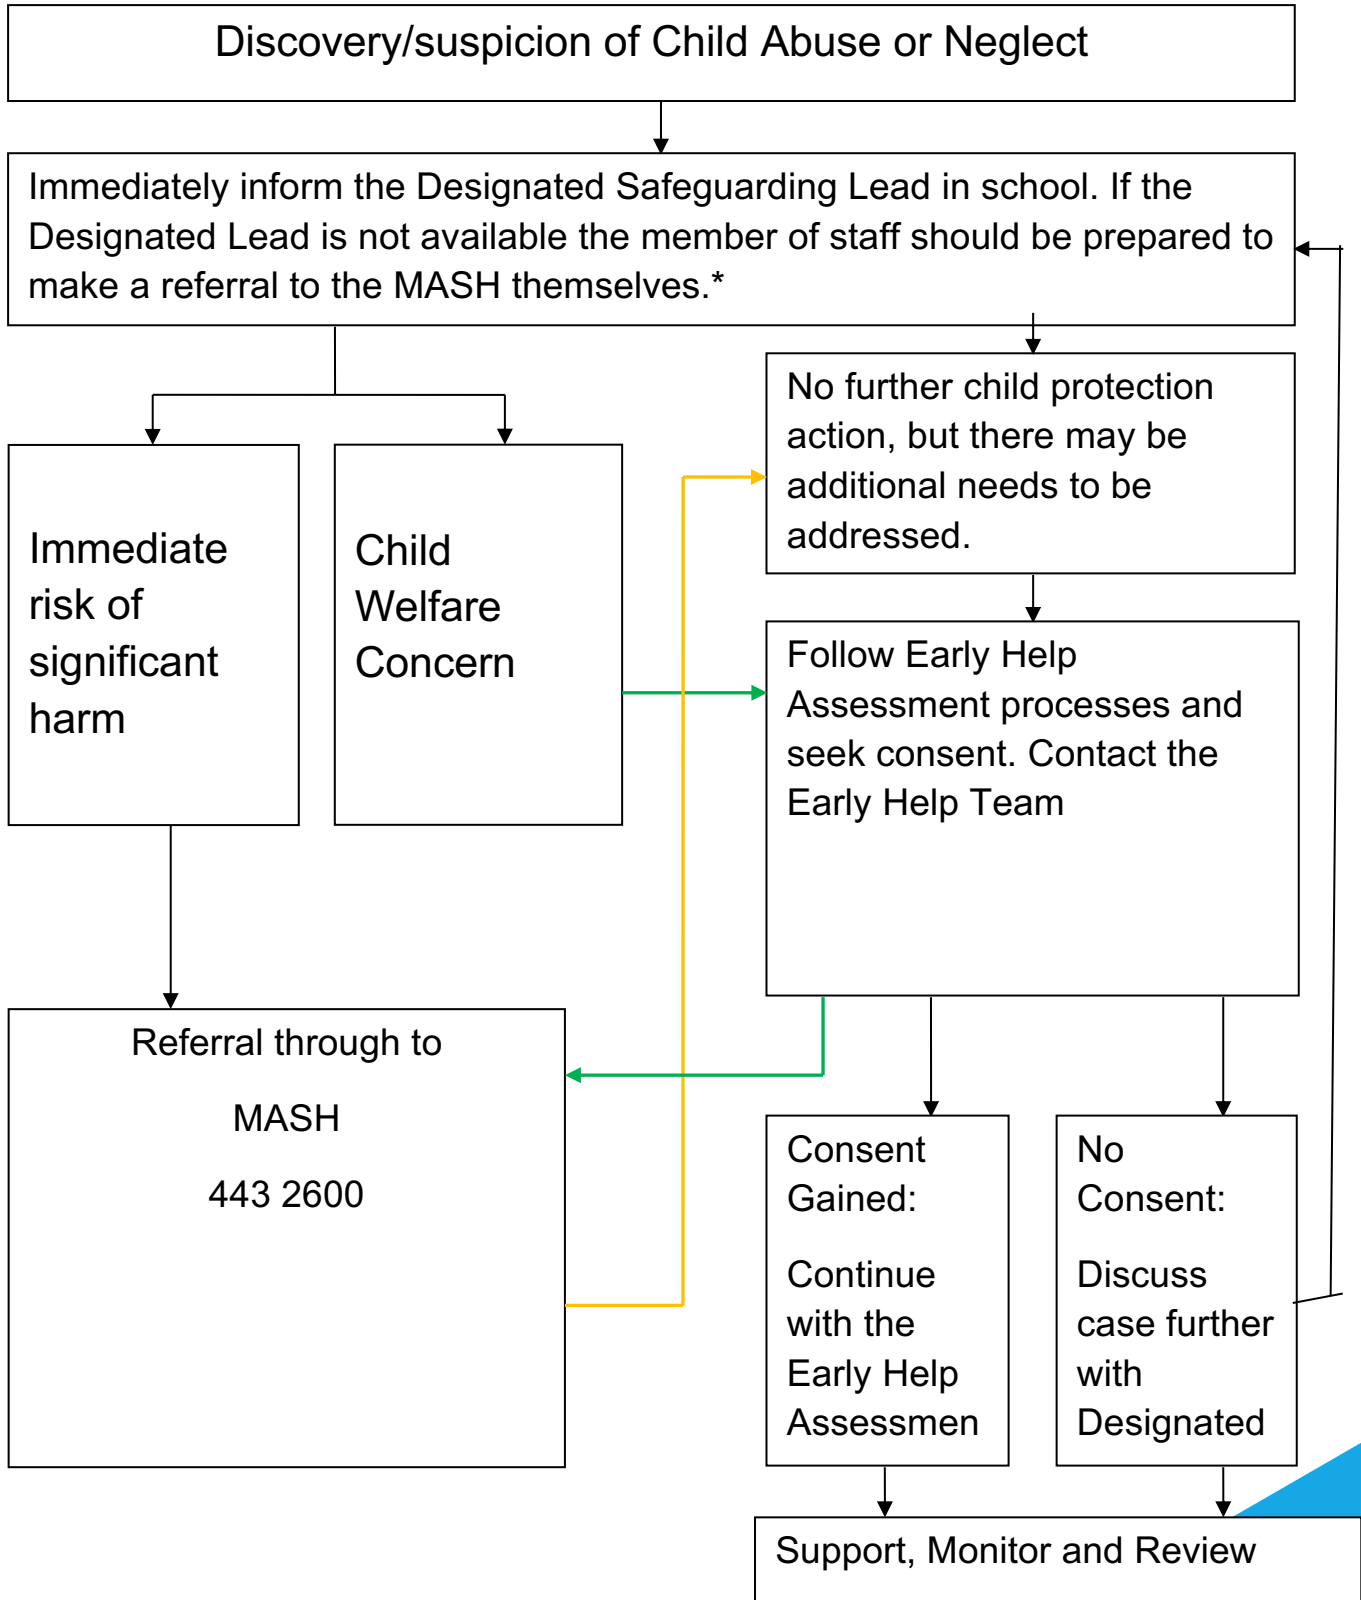 Discovery/suspicion of Child Abuse or Neglect
Immediately inform the Designated Safeguarding Lead in school. If the
Designated Lead is not available the member of staff should be prepared to
make a referral to the MASH themselves.*
No further child protection
action, but there may be
additional needs to be
addressed.
Immediate
risk of
significant
harm
Child
Welfare
Concern
Follow Early Help
Assessment processes and
seek consent. Contact the
Early Help Team
Referral through to
MASH
443 2600
Consent
Gained:
Continue
with the
Early Help
Assessmen
No
Consent:
Discuss
case further
with
Designated
Support, Monitor and Review